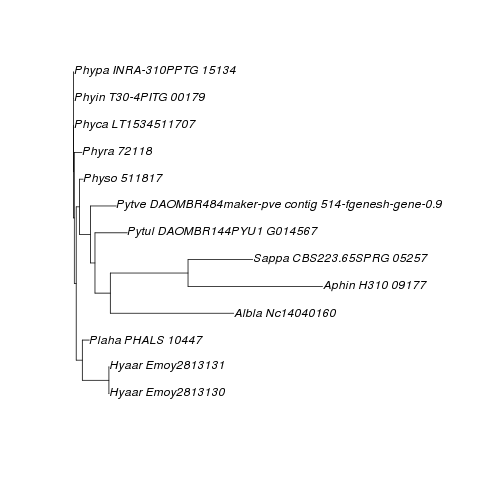 Phypa INRA-310PPTG 15134
Phyin T30-4PITG 00179
Phyca LT1534511707
Phyra 72118
Physo 511817
Pytve DAOMBR484maker-pve contig 514-fgenesh-gene-0.9
Pytul DAOMBR144PYU1 G014567
Sappa CBS223.65SPRG 05257
Aphin H310 09177
Albla Nc14040160
Plaha PHALS 10447
Hyaar Emoy2813131
Hyaar Emoy2813130